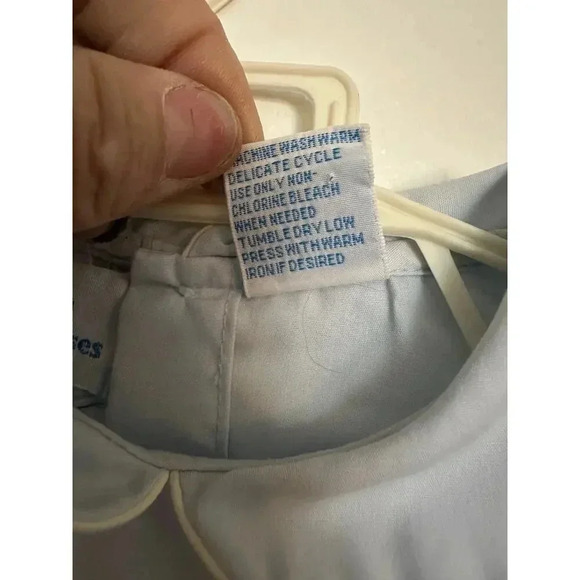 MACHINE WASH WARM
DELICATE CYCLE
USE ONLY NON-
CHLORINE BLEACH
WHEN NEEDED
TUMBLE DRY LOW
PRESS WITH WARM
IRON IF DESIRED